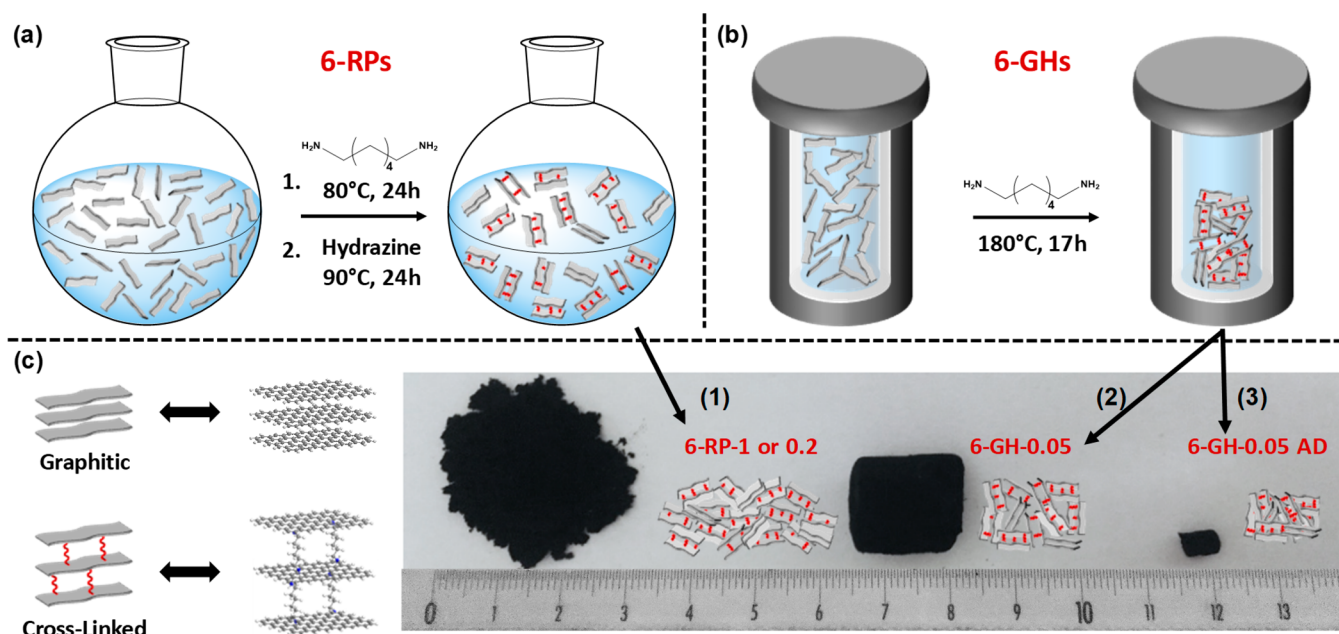 (a)
6-RPs
H₂N
NH₂
4
1.
80°C, 24h
2.
Hydrazine
90°C, 24h
(b)
6-GHs
H₂N
NH₂
4
180°C, 17h
(c)
Graphitic
Cross-Linked
(1)
(2)
(3)
6-RP-1 or 0.2
6-GH-0.05
6-GH-0.05 AD
0 1 2 3 4 5 6 7 8 9 10 11 12 13